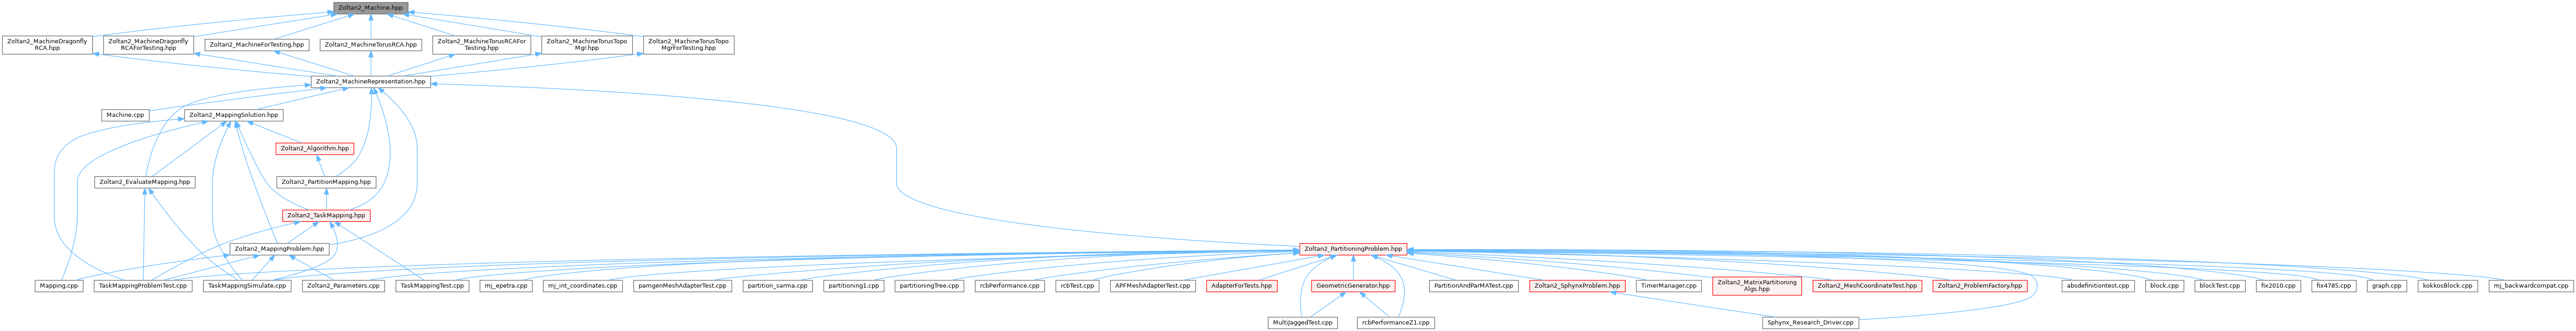 Zoltan2_Machine.hpp
Zoltan2_MachineDragonfly
RCA.hpp
Zoltan2_MachineDragonfly
RCAForTesting.hpp
Zoltan2_MachineForTesting.hpp
Zoltan2_MachineTorusRCA.hpp
Zoltan2_MachineTorusRCAFor
Testing.hpp
Zoltan2_MachineTorusTopo
Mgr.hpp
Zoltan2_MachineTorusTopo
MgrForTesting.hpp
Zoltan2_MachineRepresentation.hpp
Machine.cpp
Zoltan2_MappingSolution.hpp
Zoltan2_Algorithm.hpp
Zoltan2_EvaluateMapping.hpp
Zoltan2_PartitionMapping.hpp
Zoltan2_TaskMapping.hpp
Zoltan2_MappingProblem.hpp
Zoltan2_PartitioningProblem.hpp
Mapping.cpp
TaskMappingProblemTest.cpp
TaskMappingSimulate.cpp
Zoltan2_Parameters.cpp
TaskMappingTest.cpp
mj_epetra.cpp
mj_int_coordinates.cpp
pamgenMeshAdapterTest.cpp
partition_sarma.cpp
partitioning1.cpp
partitioningTree.cpp
rcbPerformance.cpp
rcbTest.cpp
APFMeshAdapterTest.cpp
AdapterForTests.hpp
GeometricGenerator.hpp
PartitionAndParMATest.cpp
Zoltan2_SphynxProblem.hpp
TimerManager.cpp
Zoltan2_MatrixPartitioning
Algs.hpp
Zoltan2_MeshCoordinateTest.hpp
Zoltan2_ProblemFactory.hpp
absdefinitiontest.cpp
block.cpp
blockTest.cpp
fix2010.cpp
fix4785.cpp
graph.cpp
kokkosBlock.cpp
mj_backwardcompat.cpp
MultiJaggedTest.cpp
rcbPerformanceZ1.cpp
Sphynx_Research_Driver.cpp